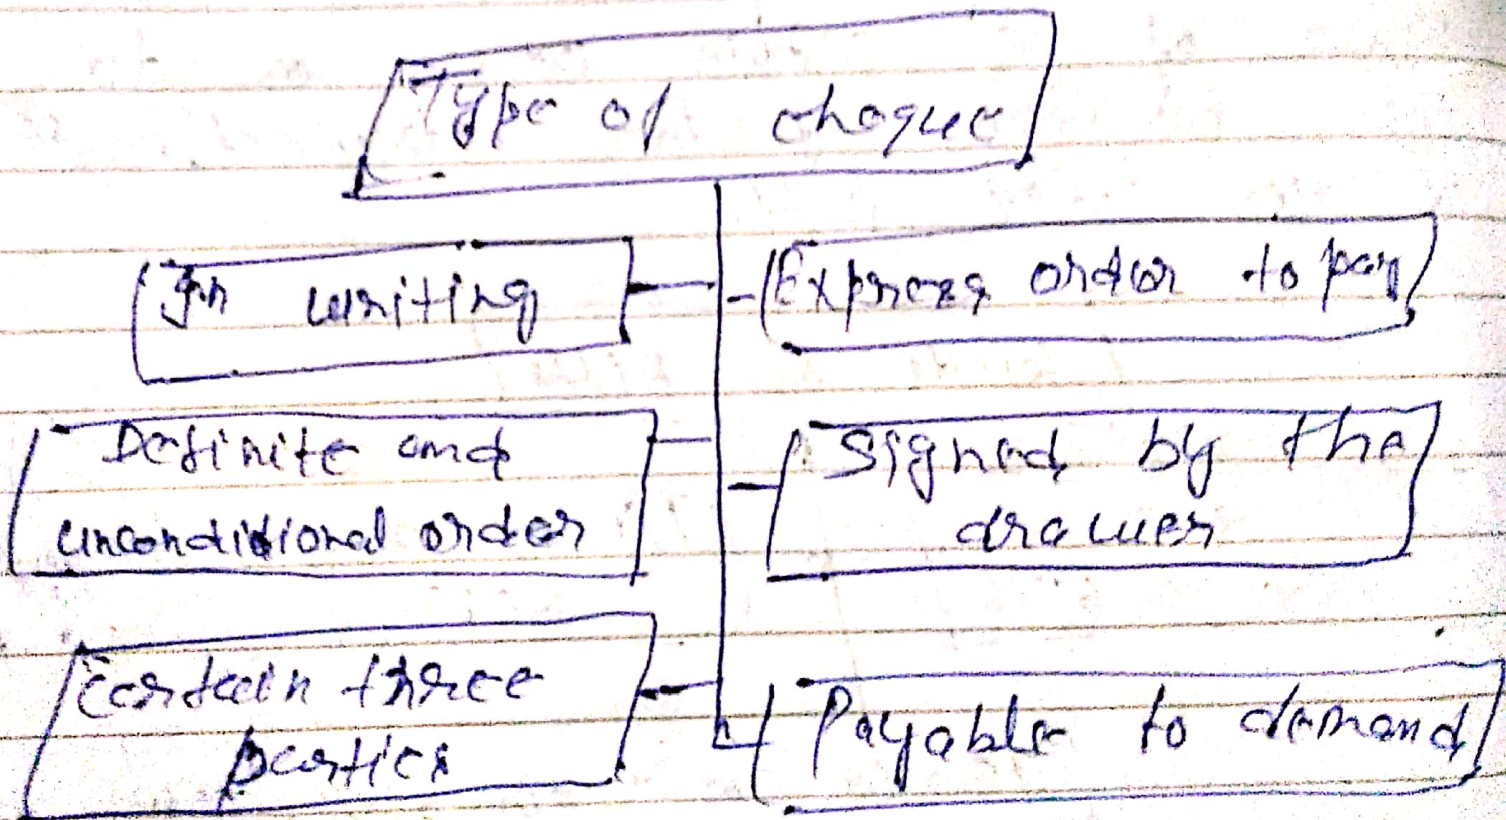 Type of cheque
In writing
Express order to pay
Definite and
unconditional order
Signed by the
drawer
Certain three
parties
Payable to demand